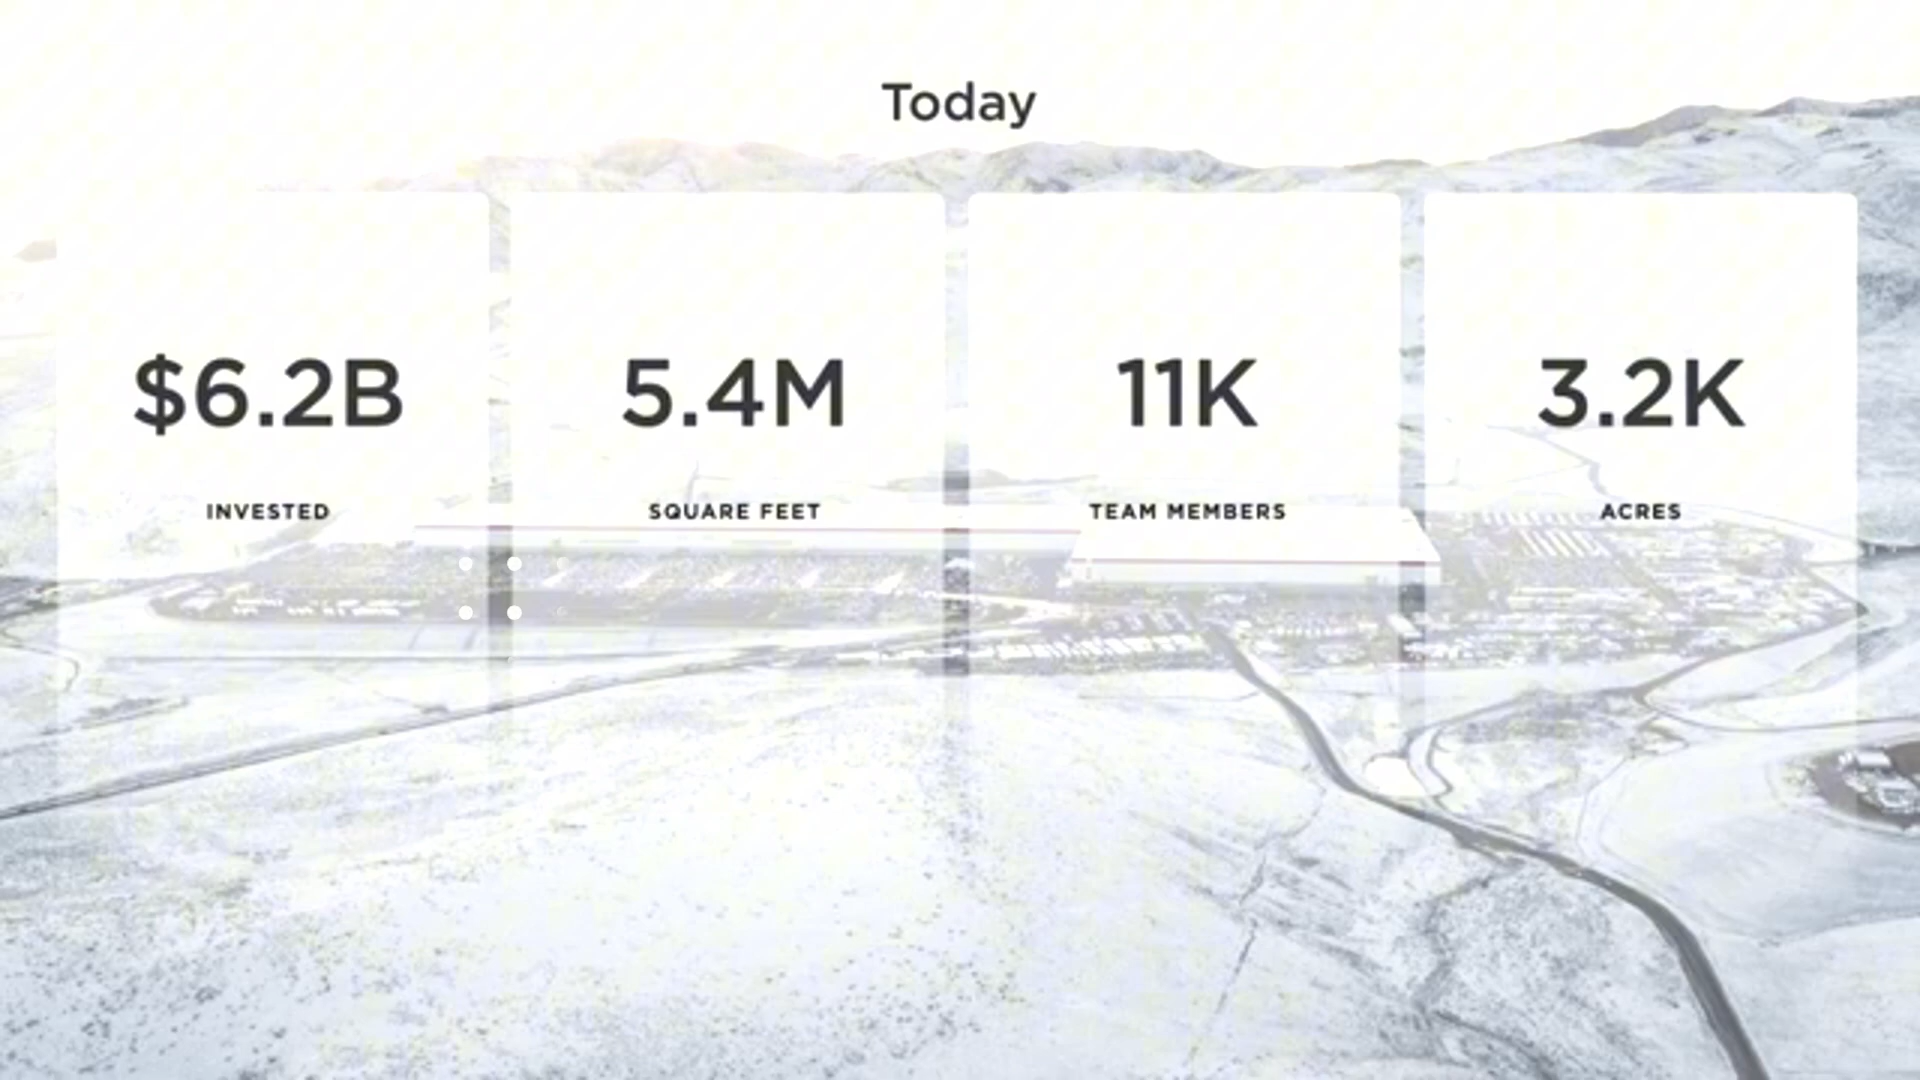 Today
$6.2B
INVESTED
5.4M
SQUARE FEET
11K
TEAM MEMBERS
3.2K
ACRES